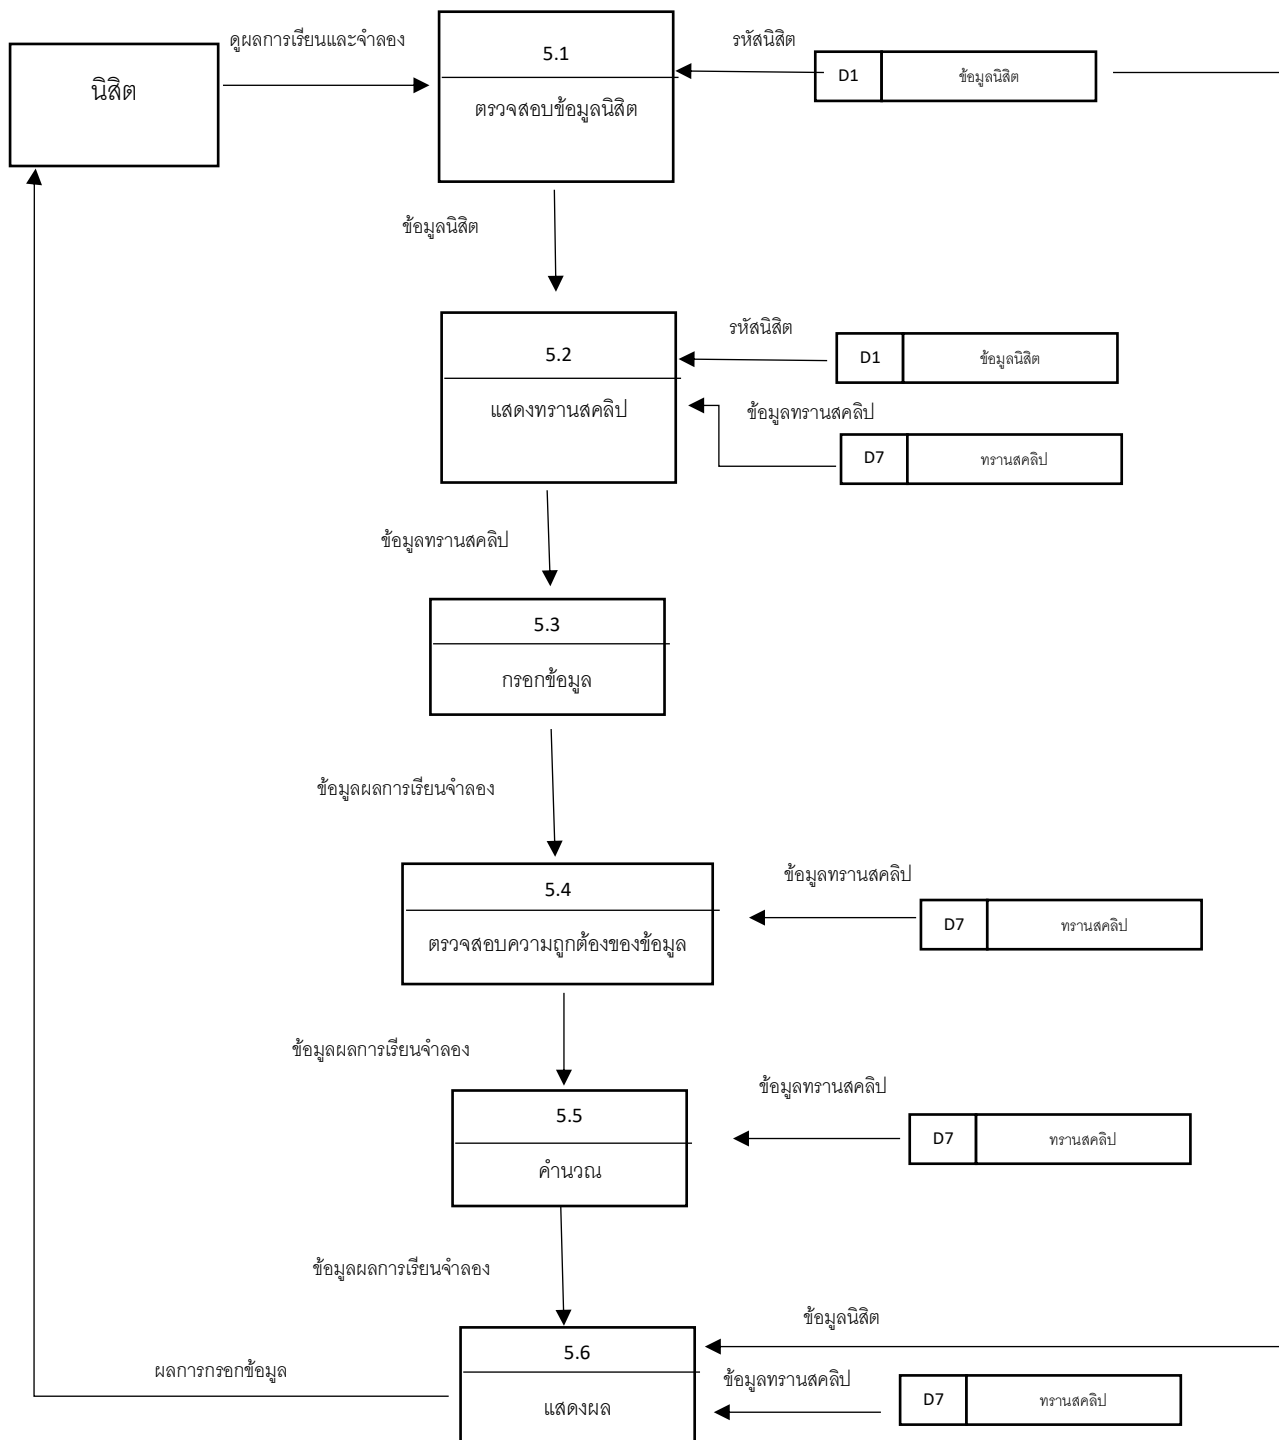 ดูผลการเรียนและจำลอง
นิสิต
5.1
ตรวจสอบข้อมูลนิสิต
รหัสนิสิต
D1
ข้อมูลนิสิต
ข้อมูลนิสิต
5.2
แสดงทรานสคลิป
รหัสนิสิต
D1
ข้อมูลนิสิต
ข้อมูลทรานสคลิป
D7
ทรานสคลิป
ข้อมูลทรานสคลิป
5.3
กรอกข้อมูล
ข้อมูลผลการเรียนจำลอง
5.4
ตรวจสอบความถูกต้องของข้อมูล
ข้อมูลทรานสคลิป
D7
ทรานสคลิป
ข้อมูลผลการเรียนจำลอง
5.5
คำนวณ
ข้อมูลทรานสคลิป
D7
ทรานสคลิป
ข้อมูลผลการเรียนจำลอง
5.6
แสดงผล
ข้อมูลนิสิต
ข้อมูลทรานสคลิป
D7
ทรานสคลิป
ผลการกรอกข้อมูล